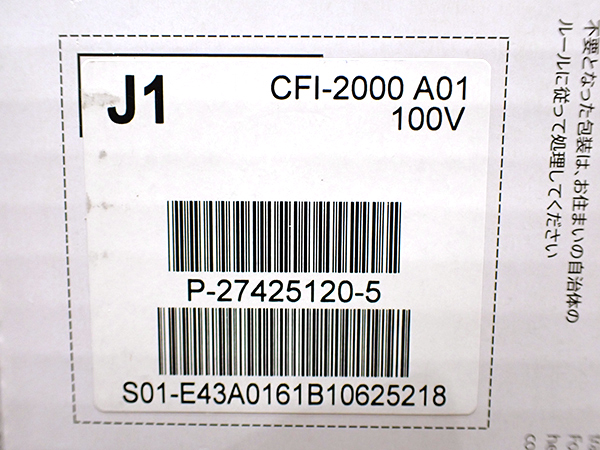 J1
CFI-2000 A01
100V
P-27425120-5
S01-E43A0161B10625218
不要となった包装は、お住まいの自治体の
ルールに従って処理してください